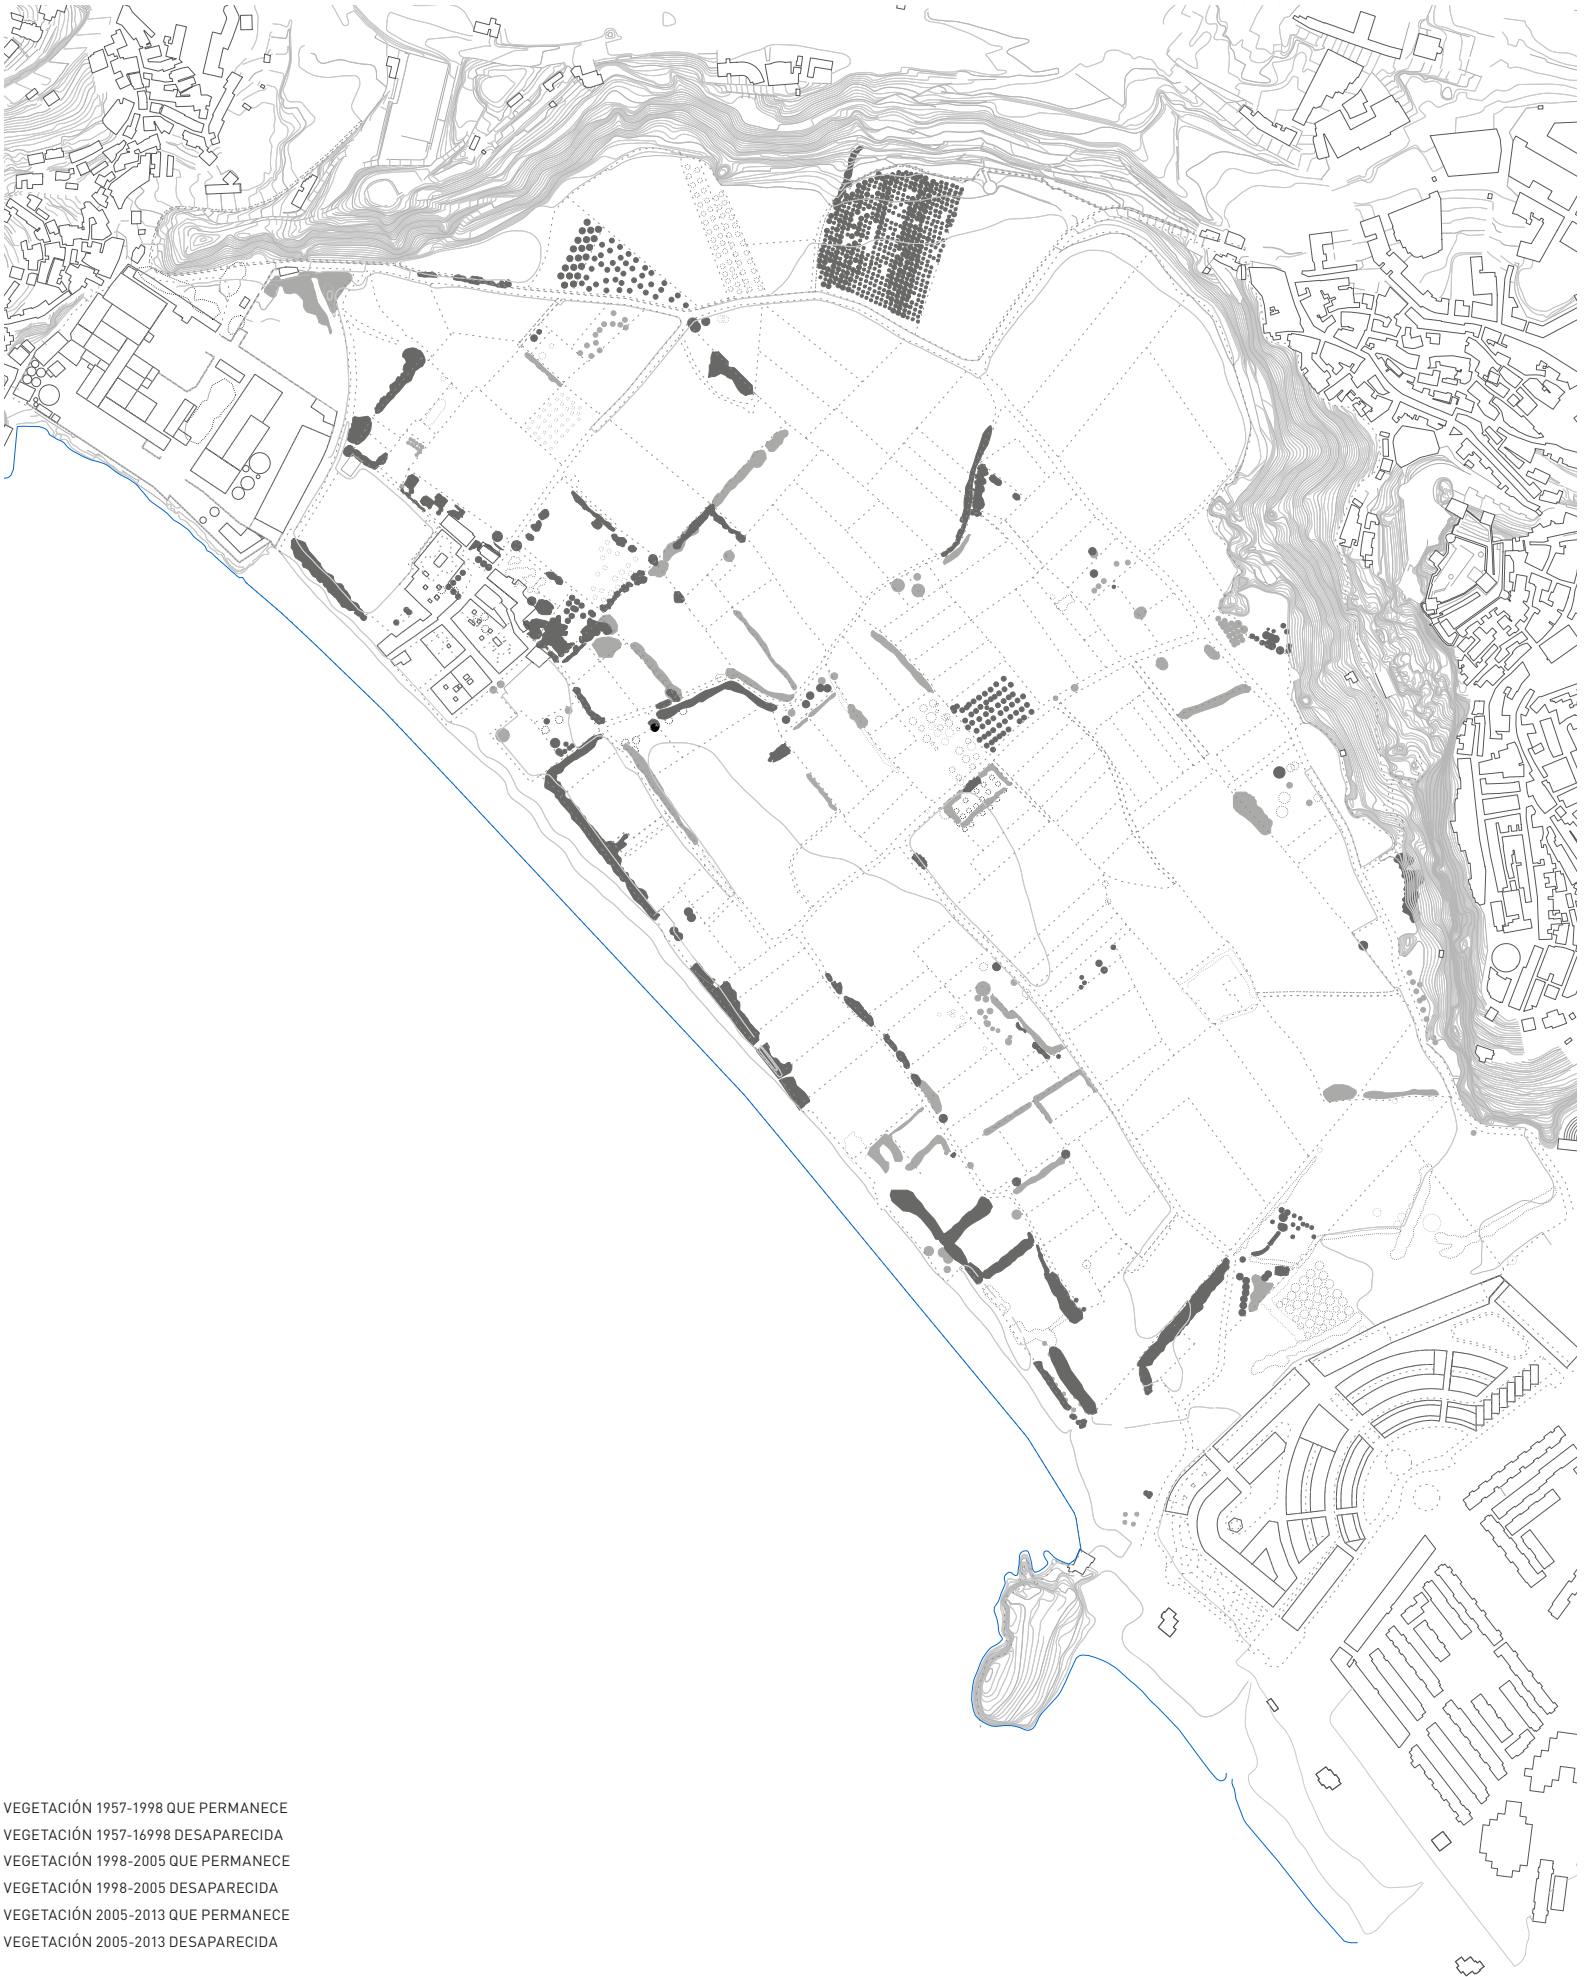 VEGETACIÓN 1957-1998 QUE PERMANECE
VEGETACIÓN 1957-16998 DESAPARECIDA
VEGETACIÓN 1998-2005 QUE PERMANECE
VEGETACIÓN 1998-2005 DESAPARECIDA
VEGETACIÓN 2005-2013 QUE PERMANECE
VEGETACIÓN 2005-2013 DESAPARECIDA